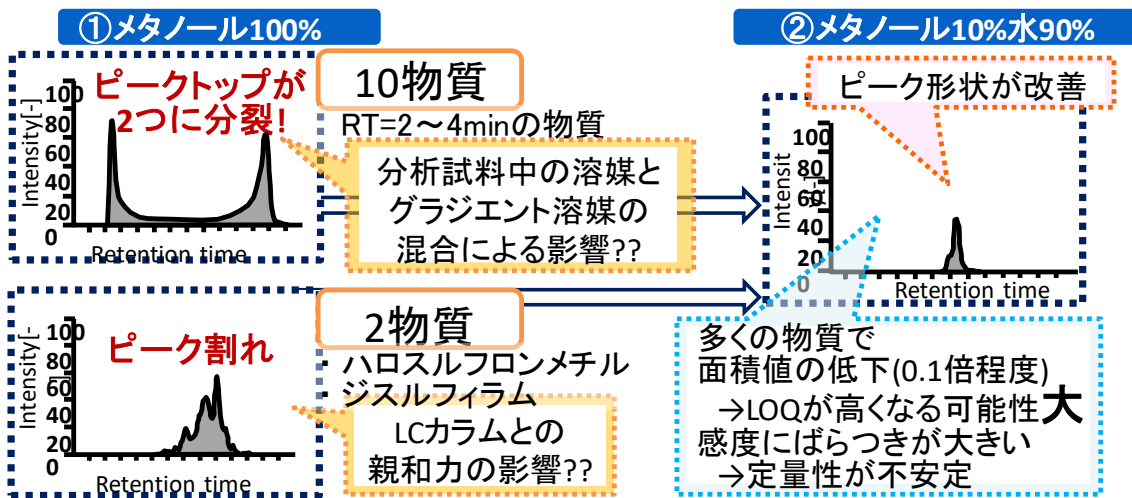 ①メタノール100%
ピークトップが
2つに分裂!
Intensity[-]
100
80
60
40
20
0
Retention time
10物質
RT=2～4minの物質
分析試料中の溶媒と
グラジエント溶媒の
混合による影響??
ピーク割れ
Intensity[-
100
80
60
40
20
0
Retention time
2物質
・ハロスルフロンメチル
・ジスルフィラム
LCカラムとの
親和力の影響??
②メタノール10%水90%
ピーク形状が改善
Intensit
100
80
60
40
20
0
Retention time
多くの物質で
面積値の低下(0.1倍程度)
→LOQが高くなる可能性大
感度にばらつきが大きい
→定量性が不安定